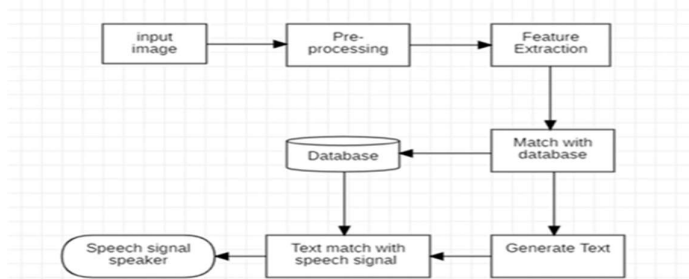 input
image
Pre-
processing
Feature
Extraction
Database
Match with
database
Speech signal
speaker
Text match with
speech signal
Generate Text